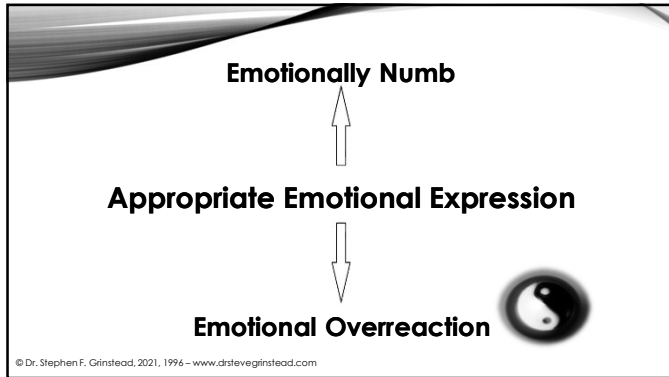 Emotionally Numb
Appropriate Emotional Expression
Emotional Overreaction
© Dr. Stephen F. Grinstead, 2021, 1996 – www.drstevegrinstead.com